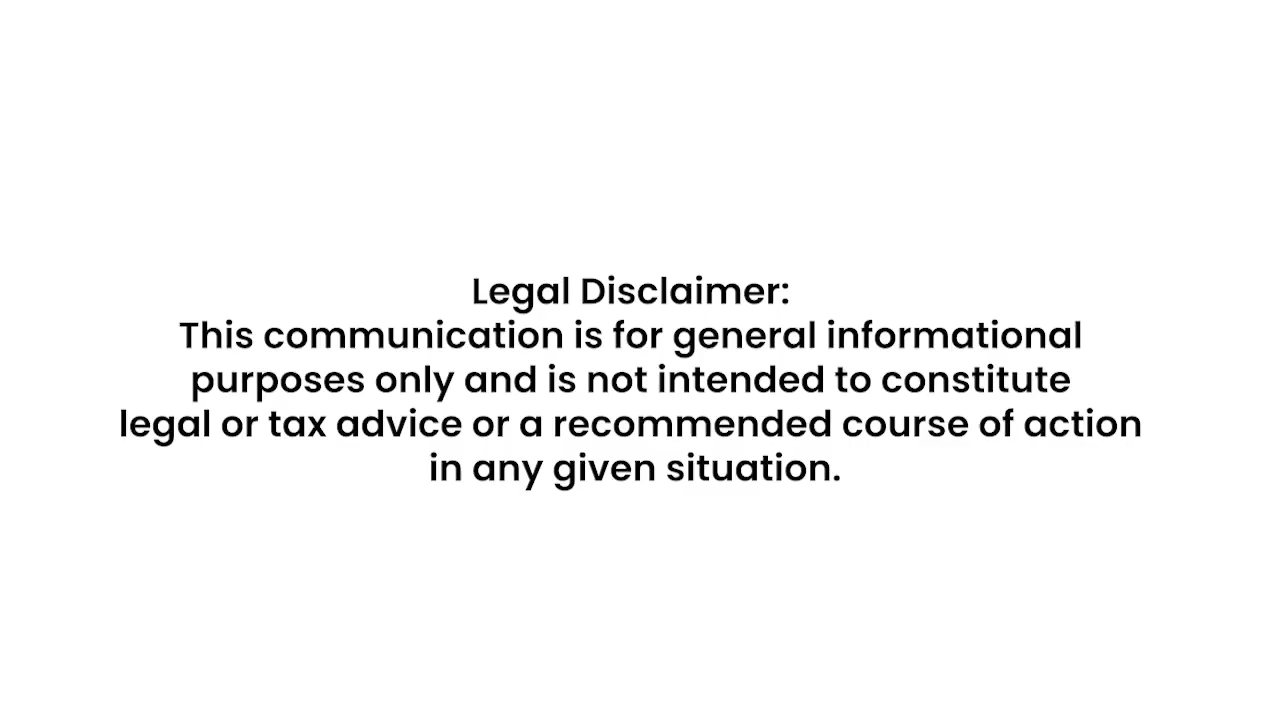 Legal Disclaimer:
This communication is for general informational
purposes only and is not intended to constitute
legal or tax advice or a recommended course of action
in any given situation.